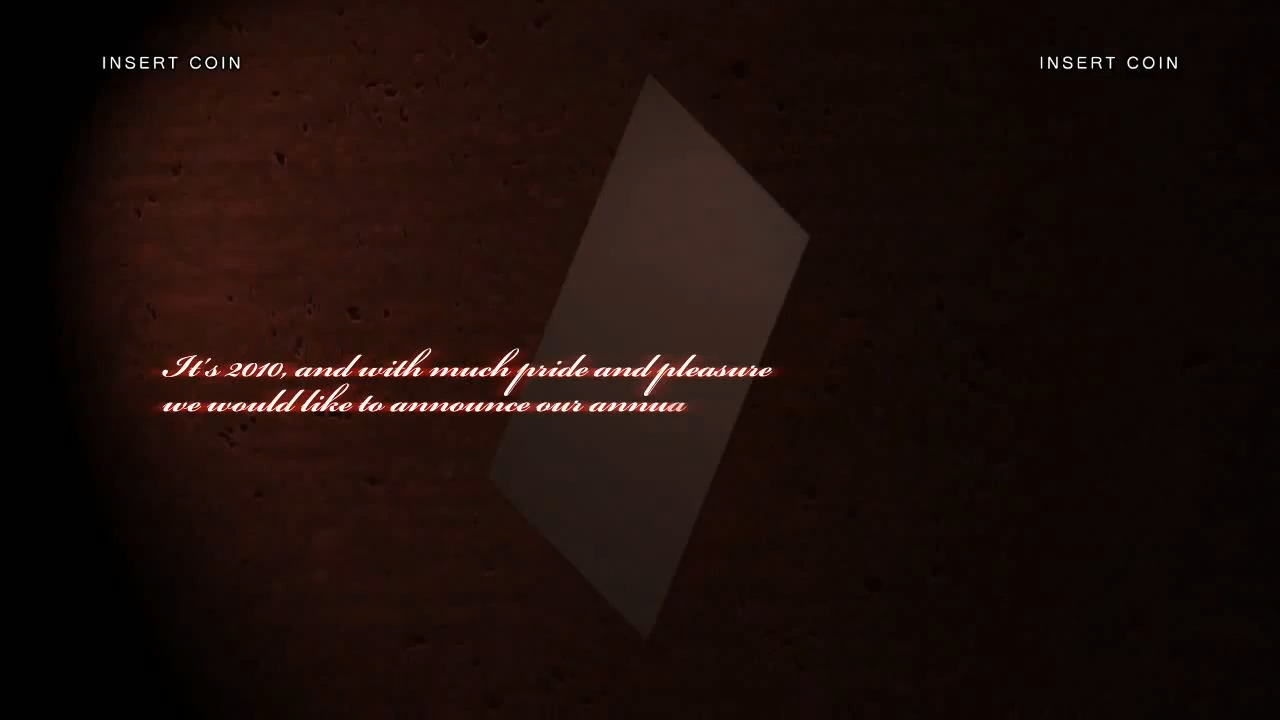 INSERT COIN INSERT COIN
It's 2010, and with much pride and pleasure
we would like to announce our annua